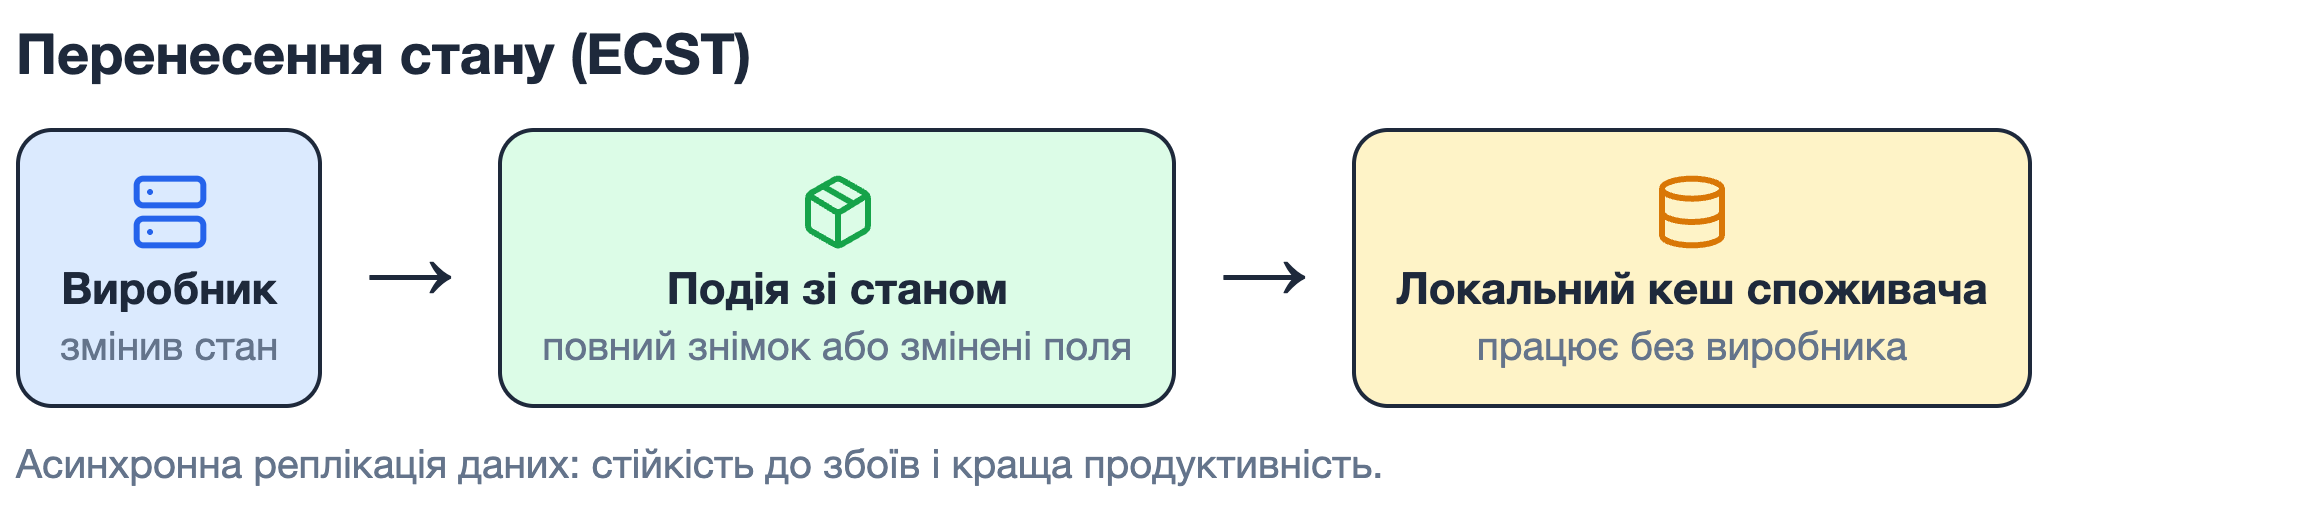 Перенесення стану (ECST)
Виробник
змінив стан
Подія зі станом
повний знімок або змінені поля
Локальний кеш споживача
працює без виробника
Асинхронна реплікація даних: стійкість до збоїв і краща продуктивність.